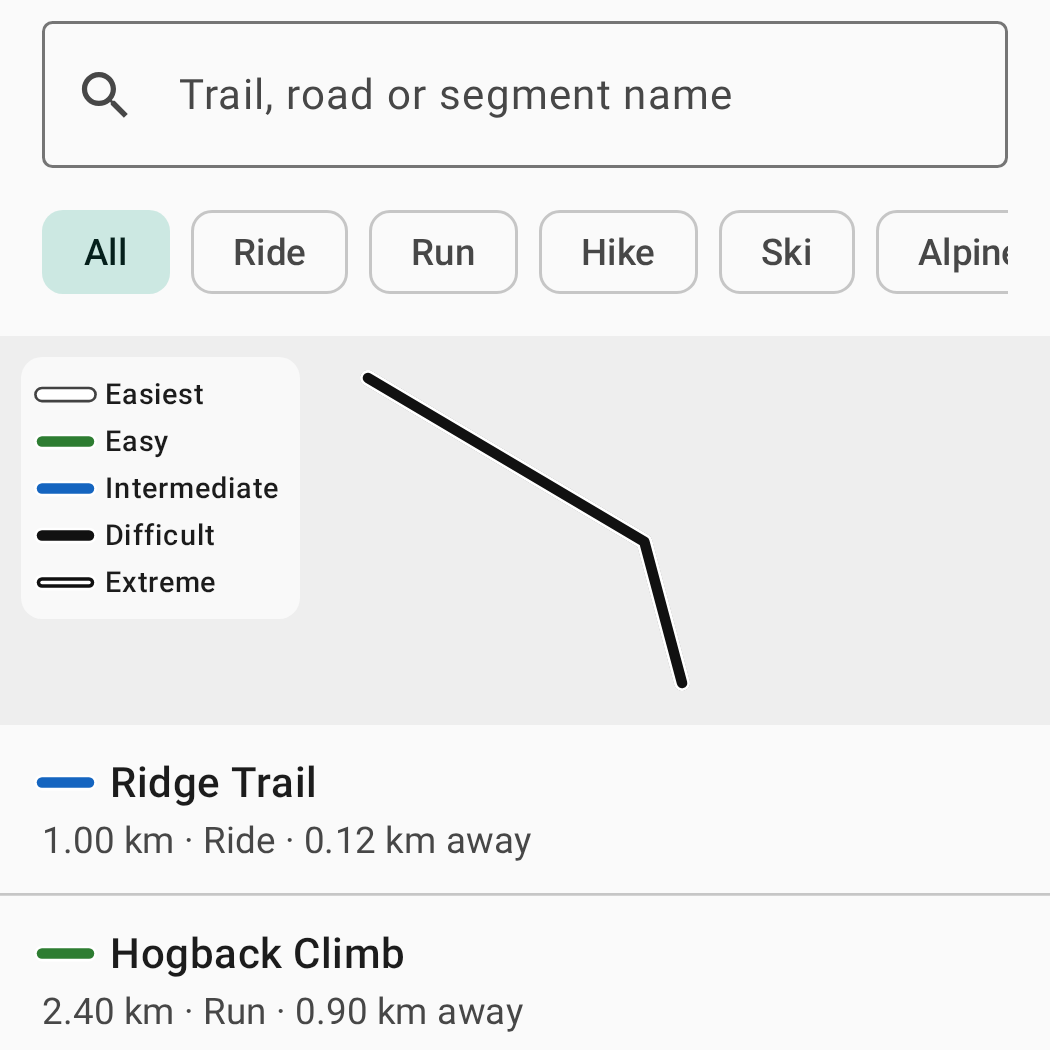 Trail, road or segment name
All Ride Run Hike Ski Alpine
Easiest
Easy
Intermediate
Difficult
Extreme
Ridge Trail
1.00 km · Ride · 0.12 km away
Hogback Climb
2.40 km · Run · 0.90 km away